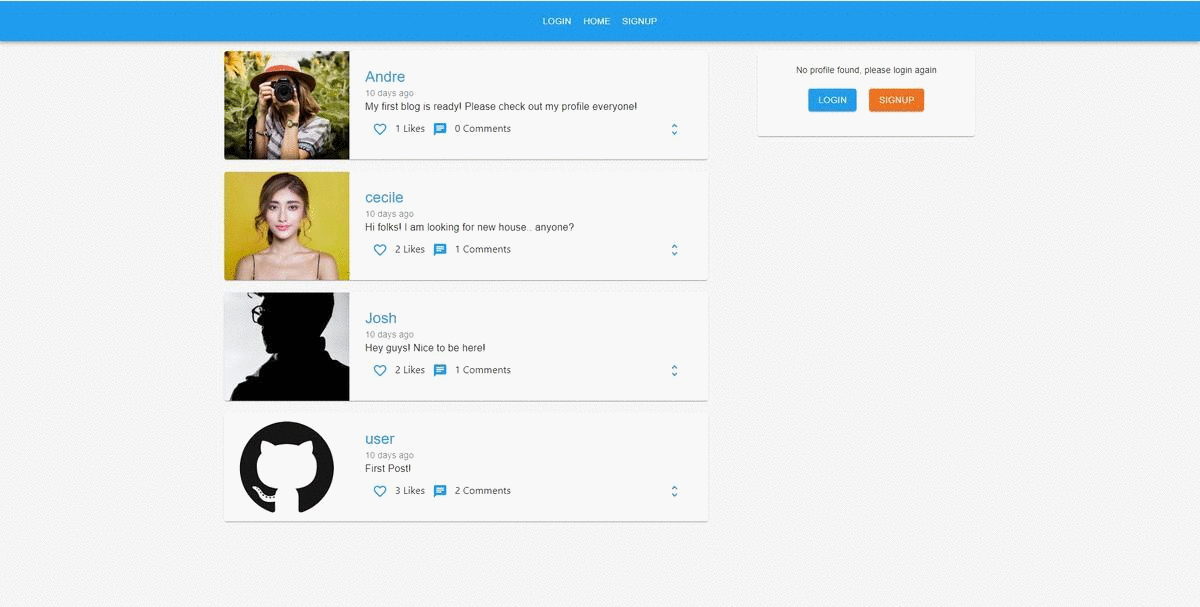 LOGIN HOME SIGNUP
Andre
10 days ago
My first blog is ready! Please check out my profile everyone!
1 Likes 0 Comments
cecile
10 days ago
Hi folks! I am looking for new house.. anyone?
2 Likes 1 Comments
Josh
10 days ago
Hey guys! Nice to be here!
2 Likes 1 Comments
user
10 days ago
First Post!
3 Likes 2 Comments
No profile found, please login again
LOGIN SIGNUP